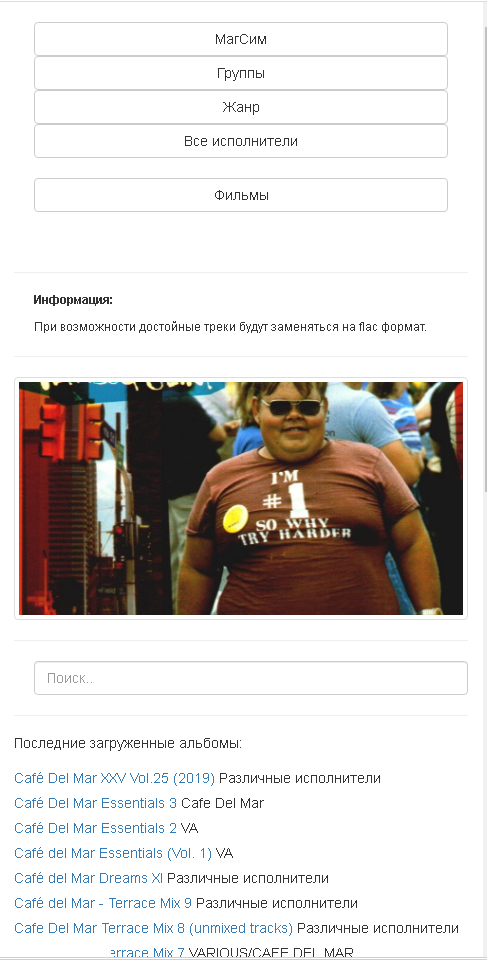 МагСим
Группы
Жанр
Все исполнители
Фильмы
Информация:
При возможности достойные треки будут заменяться на flac формат.
I'M
#1
SO WHY
TRY HARDER
Поиск..
Последние загруженные альбомы:
Café Del Mar XXV Vol.25 (2019) Различные исполнители
Café Del Mar Essentials 3 Cafe Del Mar
Café Del Mar Essentials 2 VA
Café del Mar Essentials (Vol. 1) VA
Café del Mar Dreams XI Различные исполнители
Café del Mar - Terrace Mix 9 Различные исполнители
Cafe Del Mar Terrace Mix 8 (unmixed tracks) Различные исполнители
Mix 7 VARIOUS/CAFE DEL MAR